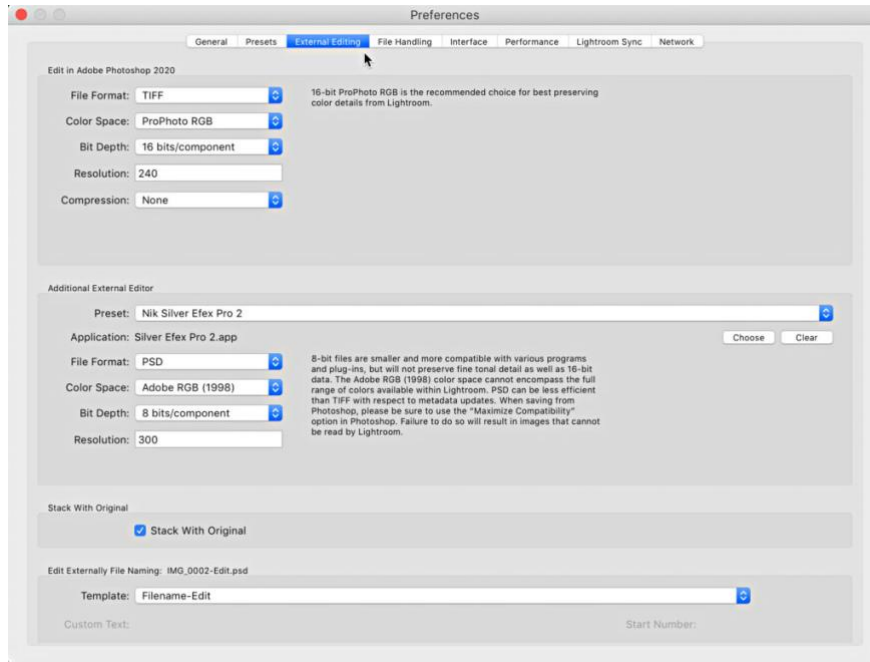 Preferences
General Presets External Editing File Handling Interface Performance Lightroom Sync Network
Edit in Adobe Photoshop 2020
File Format: TIFF
16-bit ProPhoto RGB is the recommended choice for best preserving
color details from Lightroom.
Color Space: ProPhoto RGB
Bit Depth: 16 bits/component
Resolution: 240
Compression: None
Additional External Editor
Preset: Nik Silver Efex Pro 2
Application: Silver Efex Pro 2.app
Choose Clear
File Format: PSD
Color Space: Adobe RGB (1998)
Bit Depth: 8 bits/component
Resolution: 300
8-bit files are smaller and more compatible with various programs
and plug-ins, but will not preserve fine tonal detail as well as 16-bit
data. The Adobe RGB (1998) color space cannot encompass the full
range of colors available within Lightroom. PSD can be less efficient
than TIFF with respect to metadata updates. When saving from
Photoshop, please be sure to use the "Maximize Compatibility"
option in Photoshop. Failure to do so will result in images that cannot
be read by Lightroom.
Stack With Original
Stack With Original
Edit Externally File Naming: IMG_0002-Edit.psd
Template: Filename-Edit
Custom Text: Start Number: